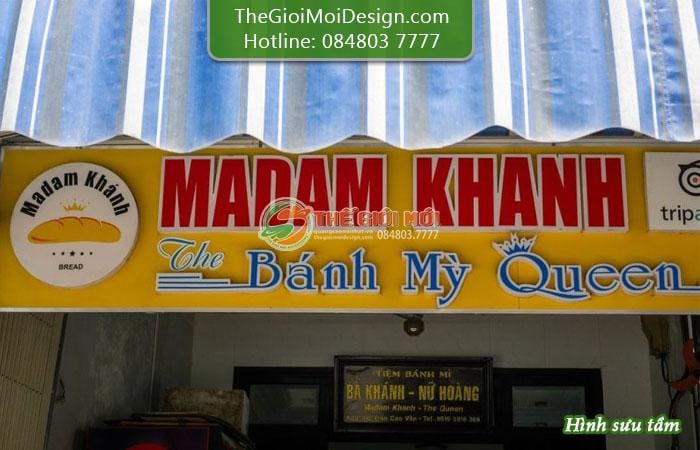 TheGioiMoiDesign.com
Hotline: 084803 7777
Madam Khánh
BREAD
MADAM KHANH
tripa
THẾ GIỚI MỚI
084803.7777
The Bánh Mỳ Queen
TIỆM BÁNH MÌ
BÀ KHÁNH - NỮ HOÀNG
Madam Khanh - The Queen
Hình sưu tầm